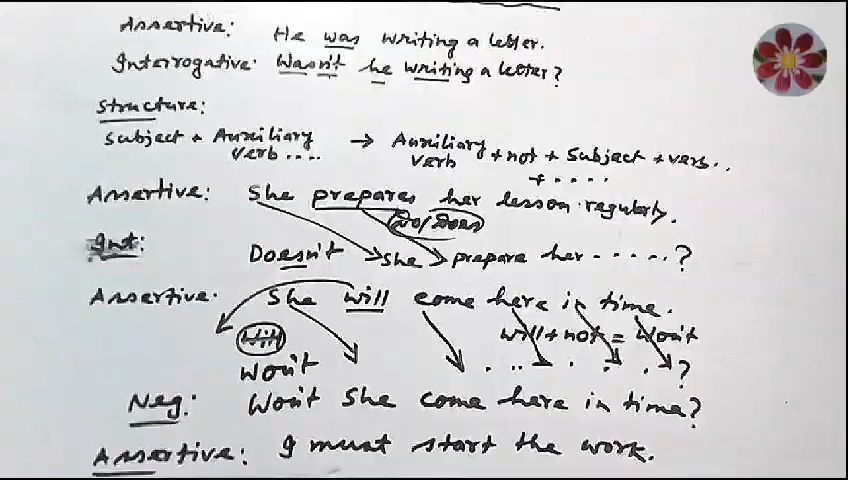 Assertive: He was writing a letter.
Interrogative: Wasn't he writing a letter?
Structure:
Subject + Auxiliary verb .... → Auxiliary verb + not + Subject + verb.. + ....
Assertive: She prepares her lesson regularly.
Do/Does
Int: Doesn't she prepare her ......?
Assertive. She will come here in time.
will + not = Won't
Will
Won't . .. . . . ?
Neg: Won't She come here in time?
Assertive: I must start the work.